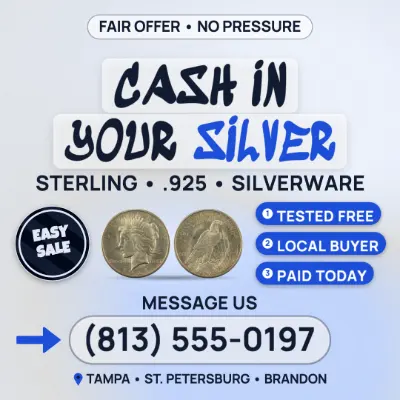 FAIR OFFER • NO PRESSURE
CASH IN
YOUR SILVER
STERLING • .925 • SILVERWARE
EASY
SALE
1 TESTED FREE
2 LOCAL BUYER
3 PAID TODAY
MESSAGE US
(813) 555-0197
TAMPA • ST. PETERSBURG • BRANDON